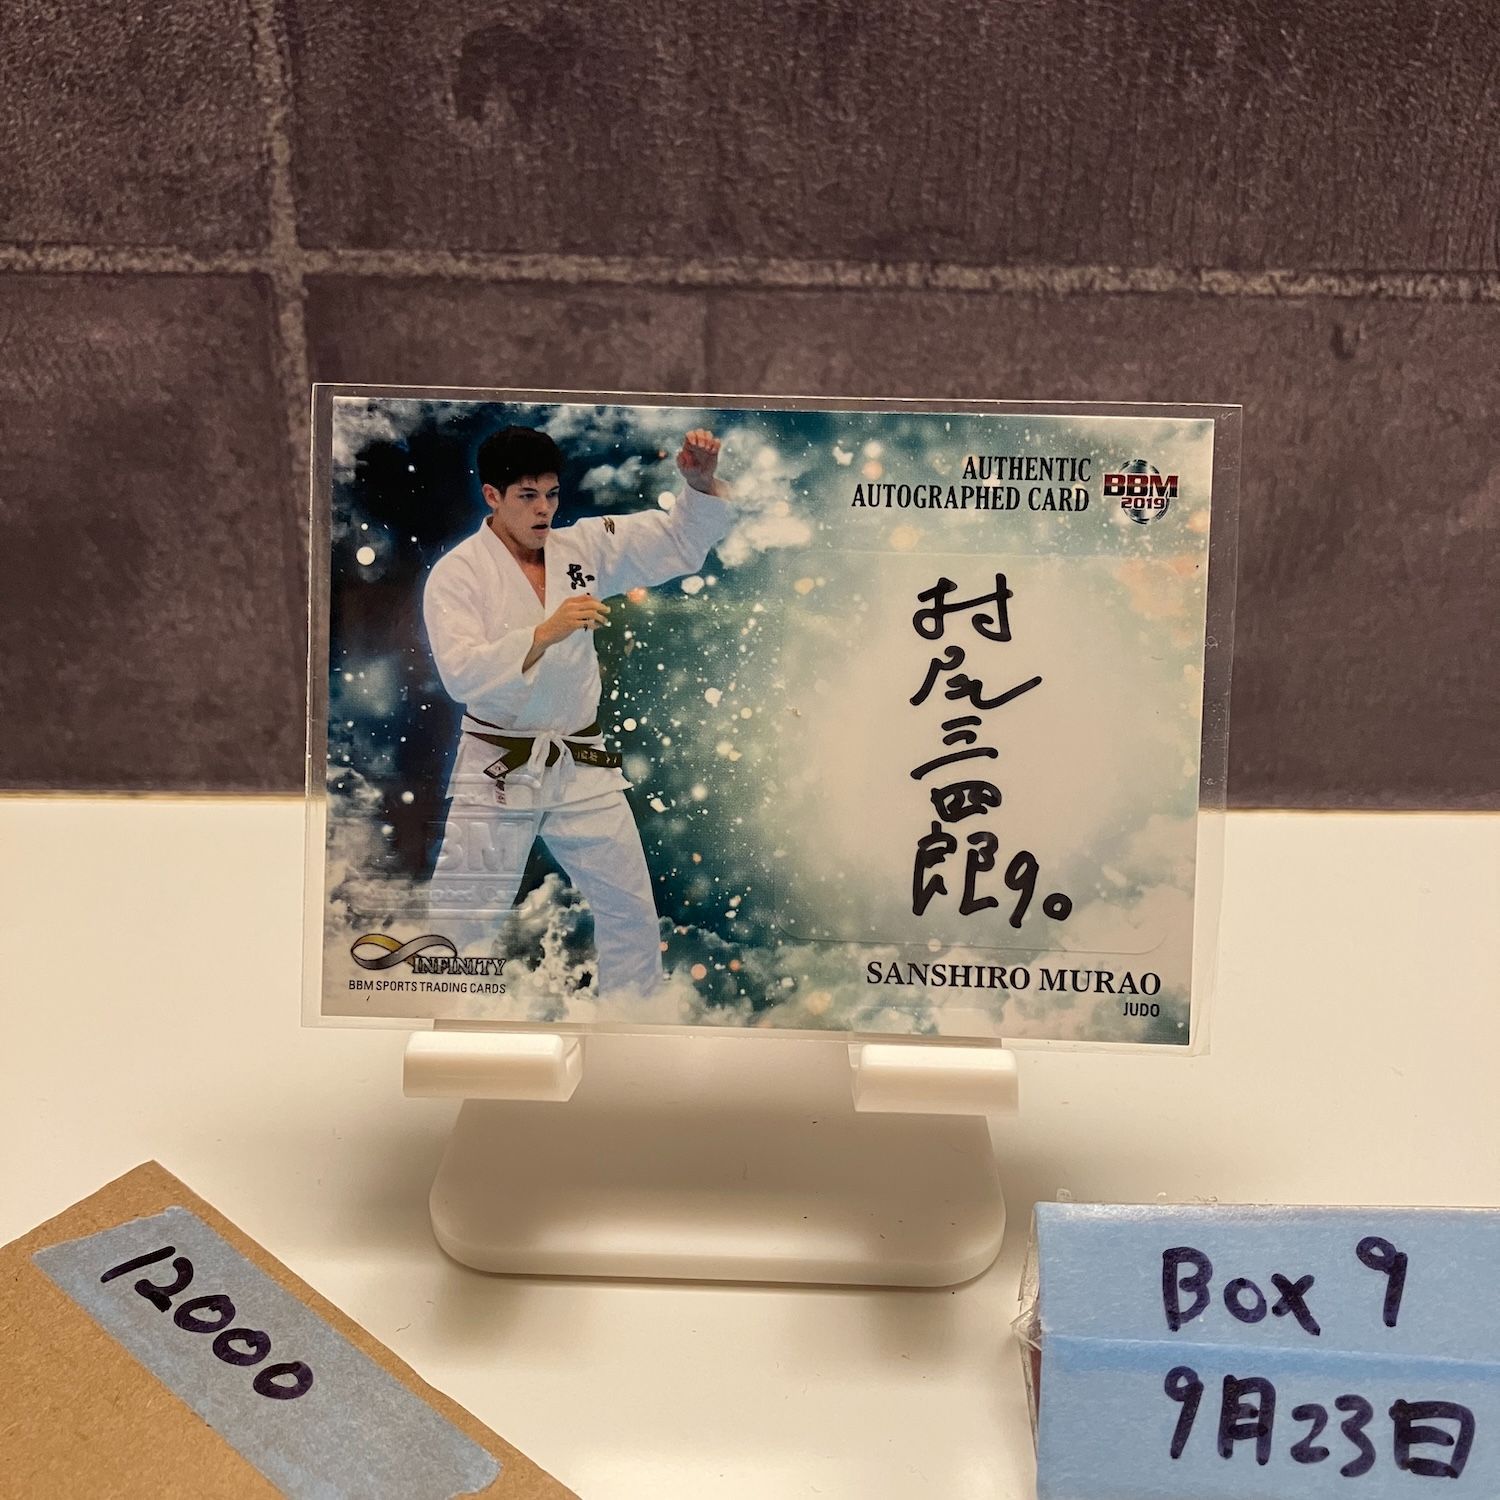 AUTHENTIC
AUTOGRAPHED CARD
BBM
2019
村
尾
三
四
郎9。
INFINITY
BBM SPORTS TRADING CARDS
SANSHIRO MURAO
JUDO
12000
Box 9
9月23日